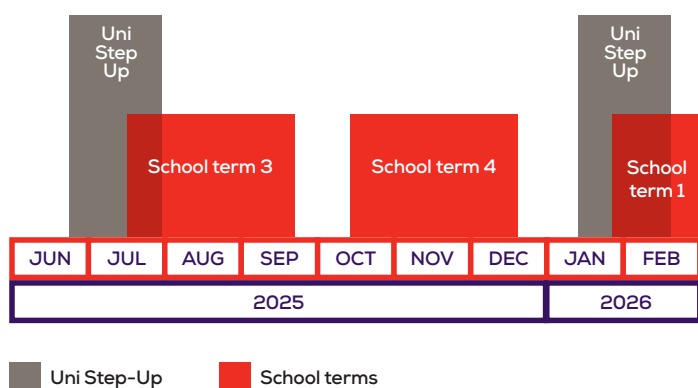 Uni
Step
Up
Uni
Step
Up
School term 3
School term 4
School
term 1
JUN JUL AUG SEP OCT NOV DEC JAN FEB
2025 2026
Uni Step-Up School terms